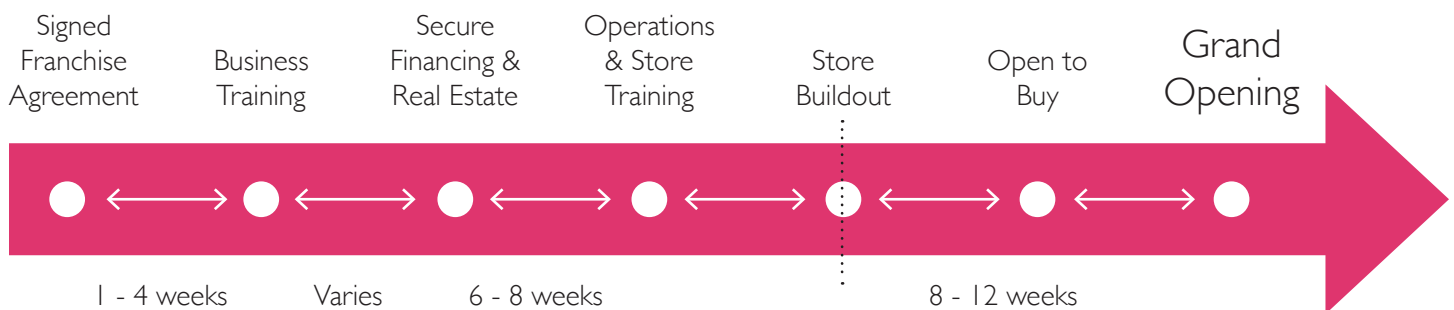 Signed
Franchise
Agreement
Business
Training
Secure
Financing &
Real Estate
Operations
& Store
Training
Store
Buildout
Open to
Buy
Grand
Opening
1 - 4 weeks
Varies
6 - 8 weeks
8 - 12 weeks